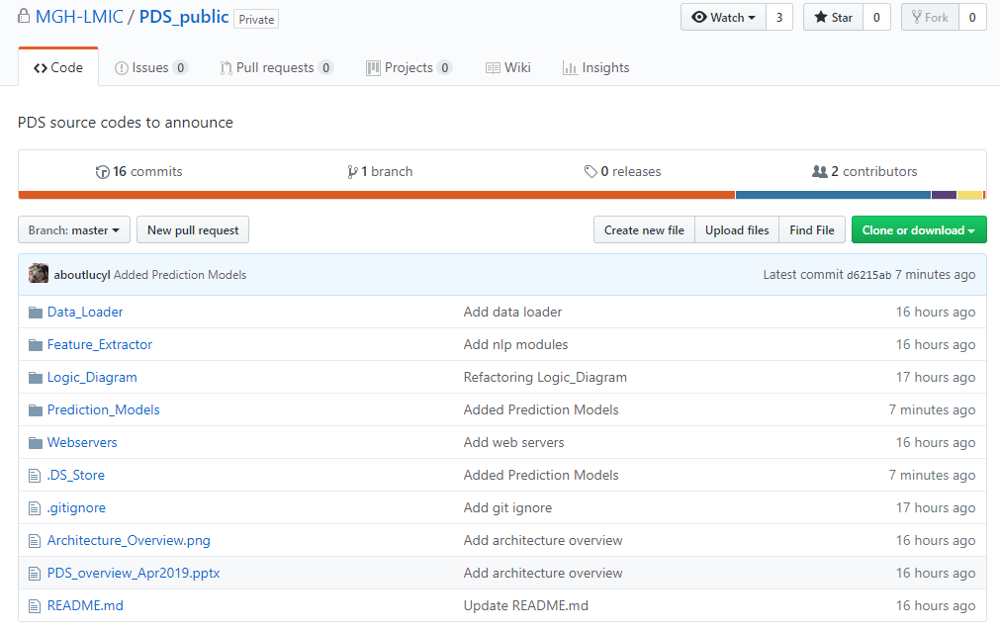 MGH-LMIC / PDS_public Private Watch 3 Star 0 Fork 0
Code Issues 0 Pull requests 0 Projects 0 Wiki Insights
PDS source codes to announce
16 commits 1 branch 0 releases 2 contributors
Branch: master New pull request Create new file Upload files Find File Clone or download
aboutlucyl Added Prediction Models Latest commit d6215ab 7 minutes ago
Data_Loader Add data loader 16 hours ago
Feature_Extractor Add nlp modules 16 hours ago
Logic_Diagram Refactoring Logic_Diagram 17 hours ago
Prediction_Models Added Prediction Models 7 minutes ago
Webservers Add web servers 16 hours ago
.DS_Store Added Prediction Models 7 minutes ago
.gitignore Add git ignore 17 hours ago
Architecture_Overview.png Add architecture overview 16 hours ago
PDS_overview_Apr2019.pptx Add architecture overview 16 hours ago
README.md Update README.md 16 hours ago